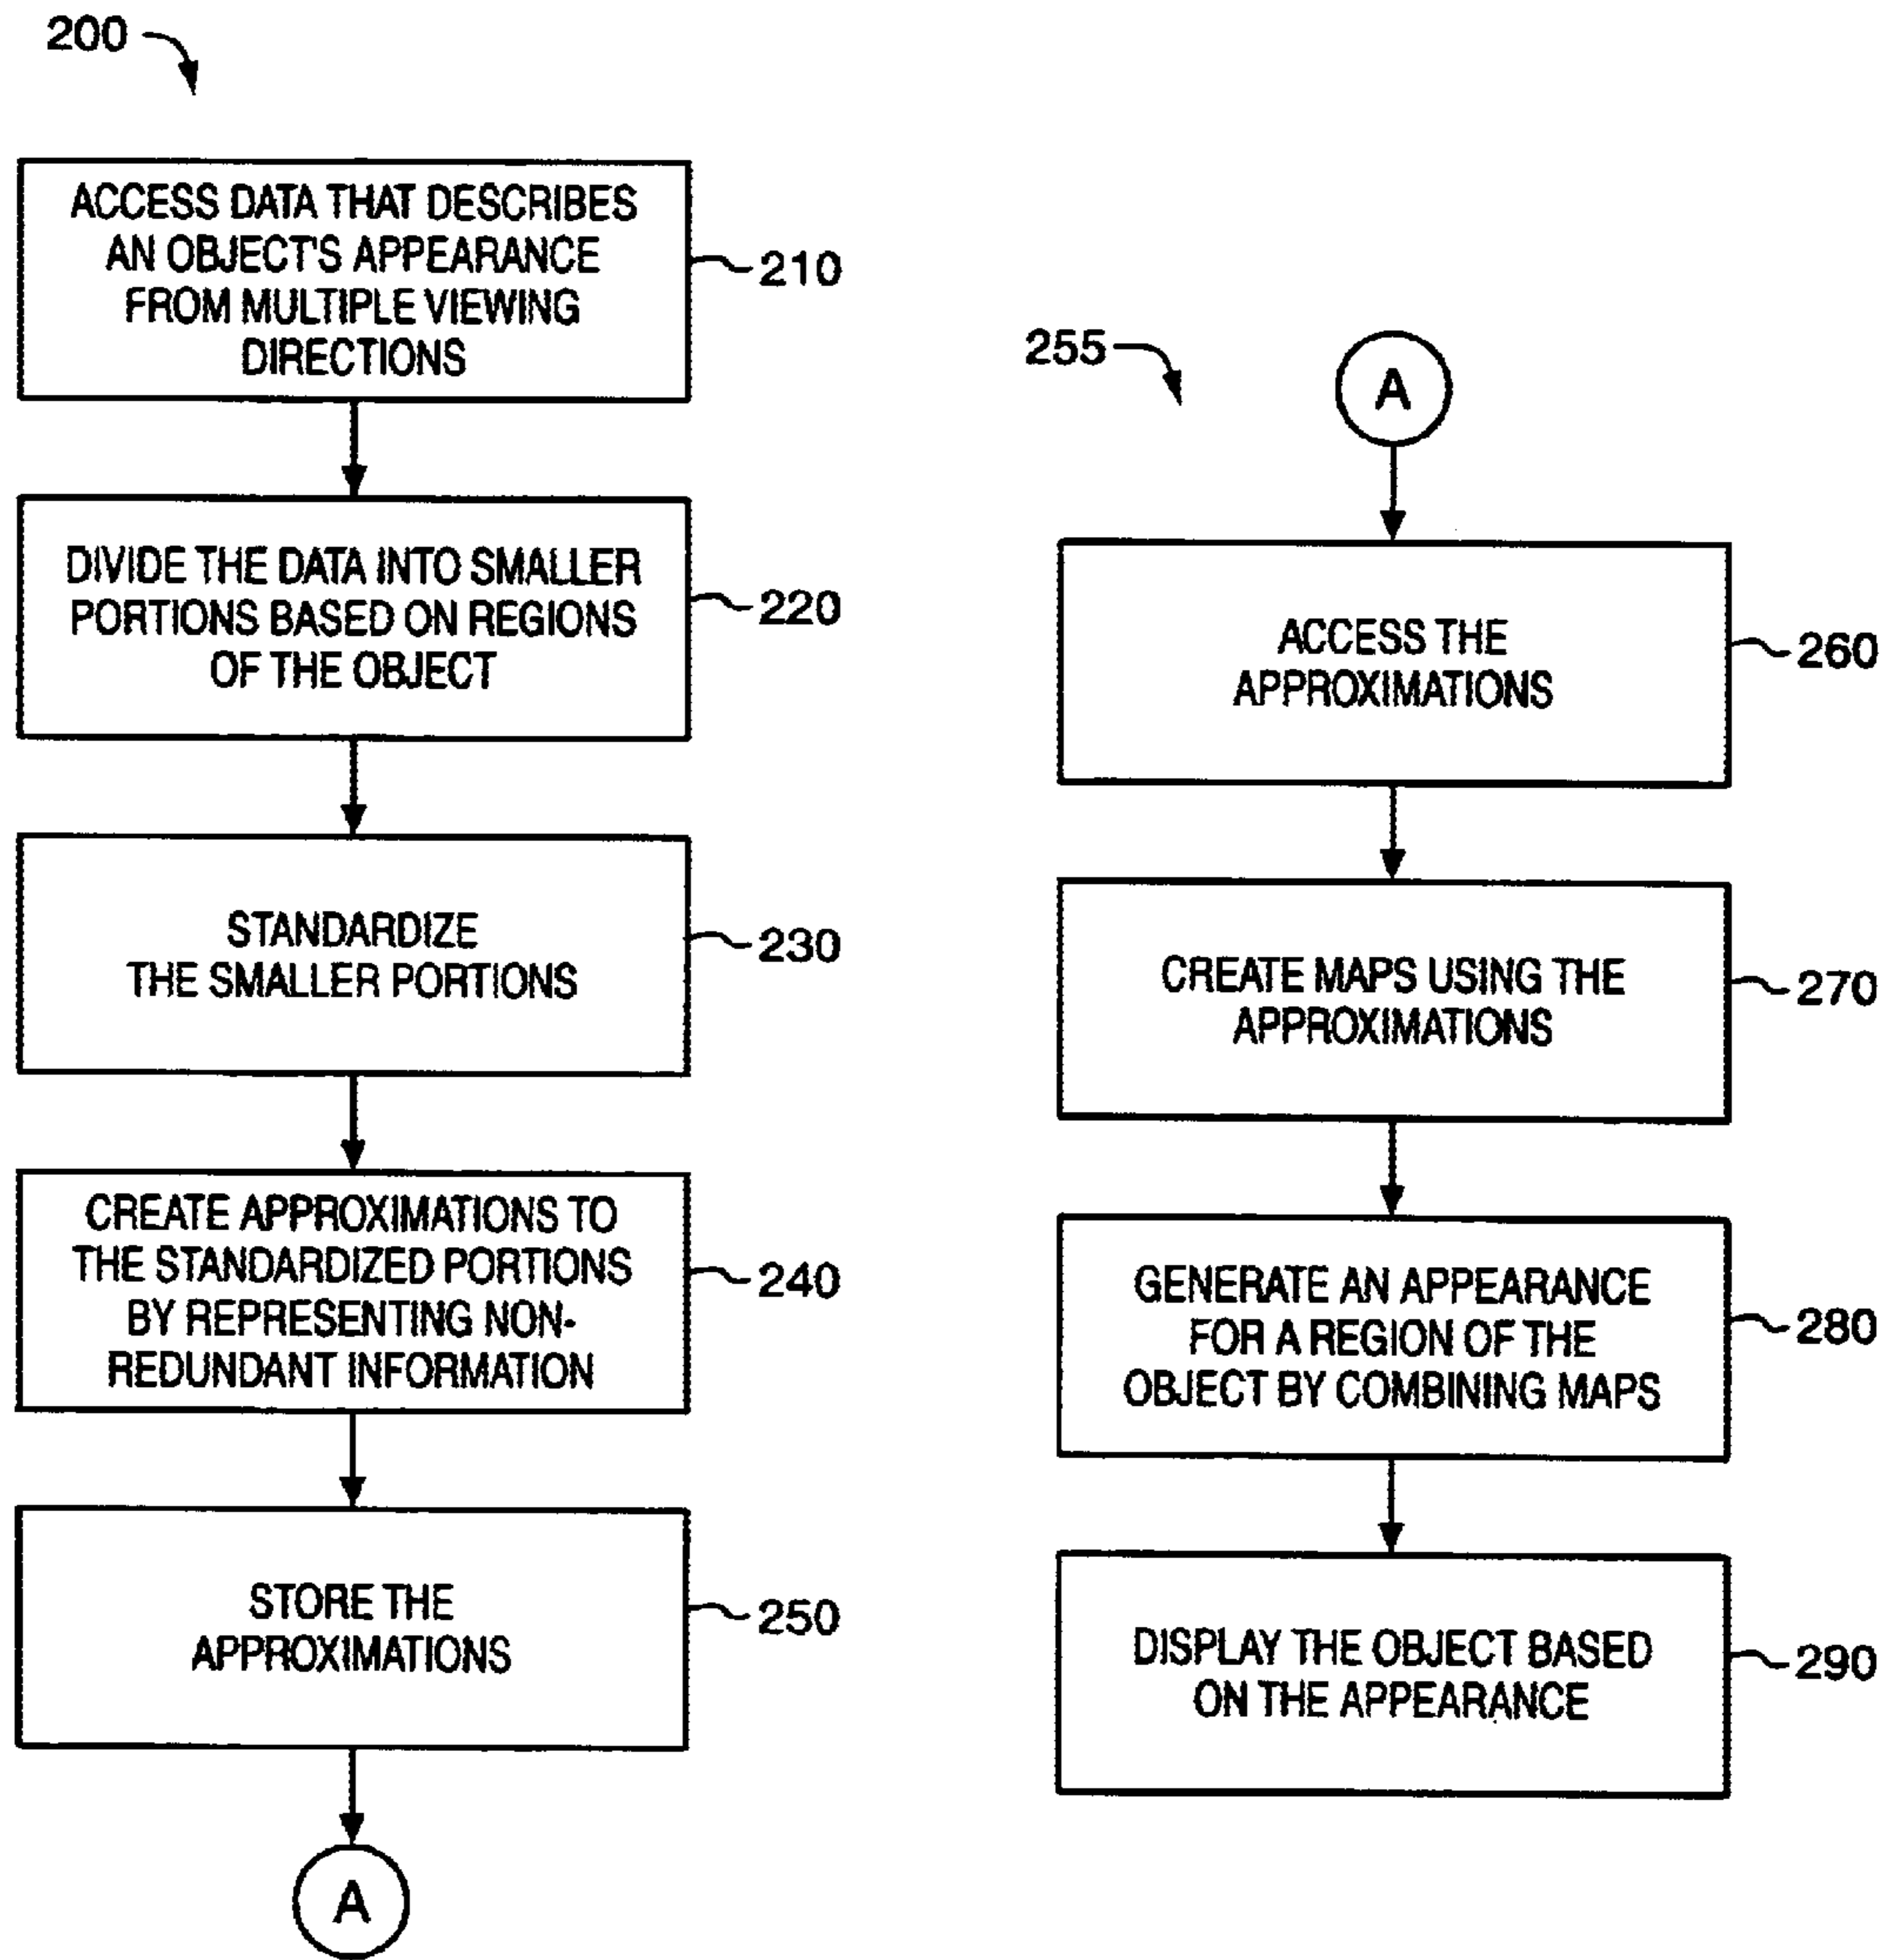 200
ACCESS DATA THAT DESCRIBES
AN OBJECT'S APPEARANCE
FROM MULTIPLE VIEWING
DIRECTIONS
210
DIVIDE THE DATA INTO SMALLER
PORTIONS BASED ON REGIONS
OF THE OBJECT
220
STANDARDIZE
THE SMALLER PORTIONS
230
CREATE APPROXIMATIONS TO
THE STANDARDIZED PORTIONS
BY REPRESENTING NON-
REDUNDANT INFORMATION
240
STORE THE
APPROXIMATIONS
250
A
255
A
ACCESS THE
APPROXIMATIONS
260
CREATE MAPS USING THE
APPROXIMATIONS
270
GENERATE AN APPEARANCE
FOR A REGION OF THE
OBJECT BY COMBINING MAPS
280
DISPLAY THE OBJECT BASED
ON THE APPEARANCE
290